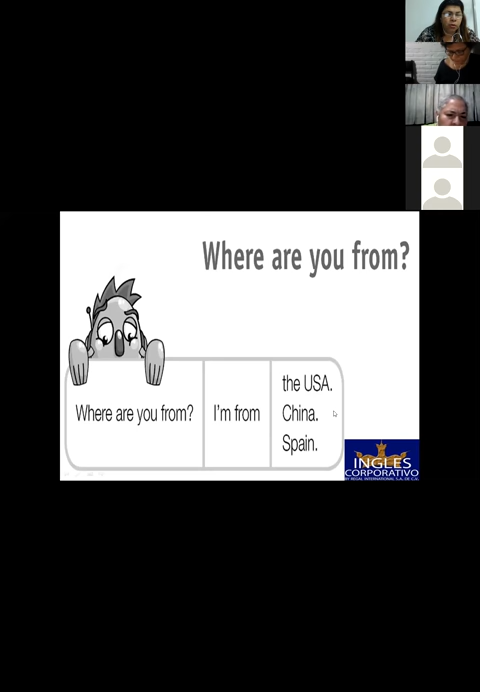 Where are you from?
Where are you from?
I'm from
the USA.
China.
Spain.
INGLES
CORPORATIVO
BY REGAL INTERNATIONAL S.A. DE C.V.